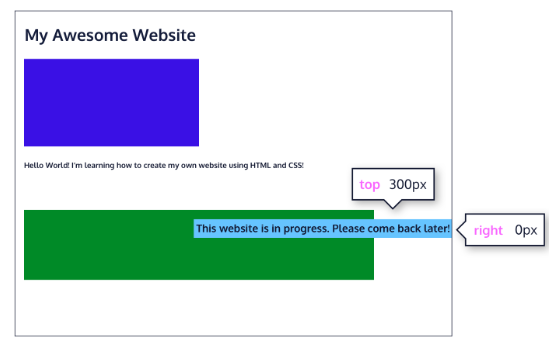 My Awesome Website
Hello World! I'm learning how to create my own website using HTML and CSS!
top 300px
This website is in progress. Please come back later!
right 0px